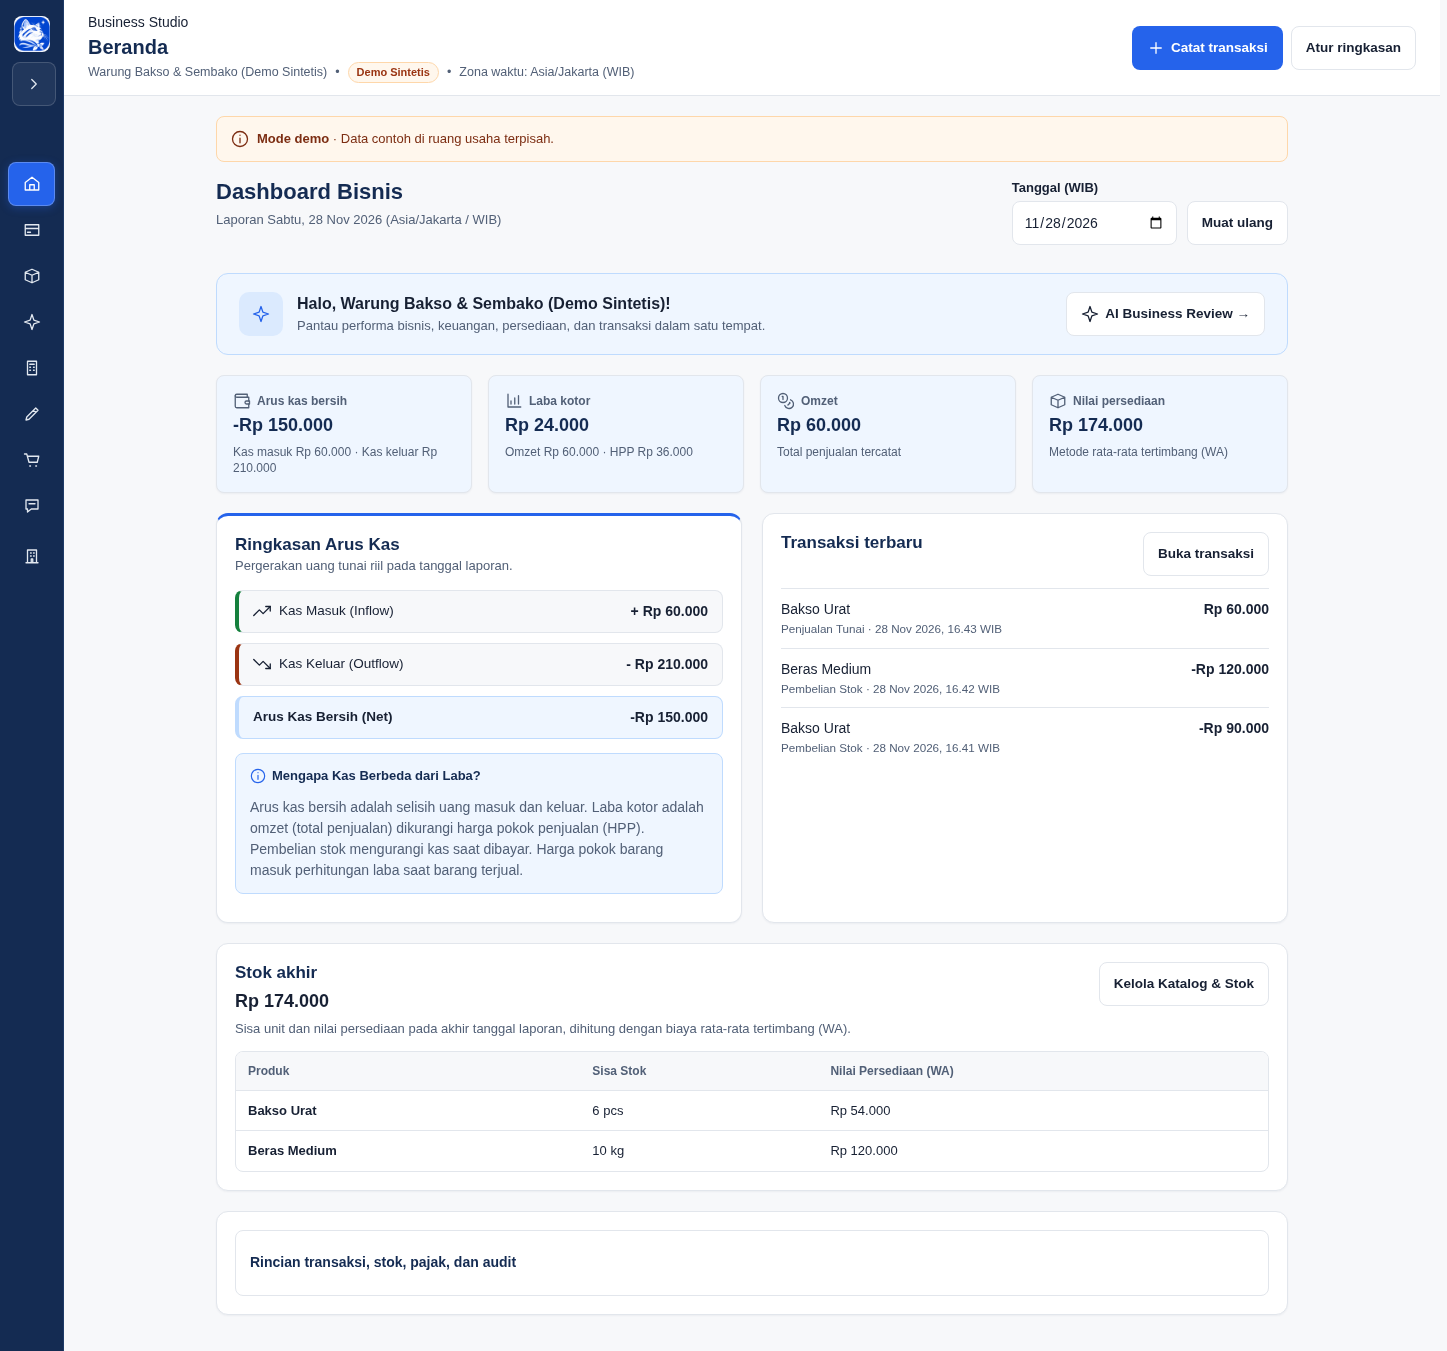 Business Studio
Beranda
Warung Bakso & Sembako (Demo Sintetis) • Demo Sintetis • Zona waktu: Asia/Jakarta (WIB)
Catat transaksi
Atur ringkasan
Mode demo · Data contoh di ruang usaha terpisah.
Dashboard Bisnis
Laporan Sabtu, 28 Nov 2026 (Asia/Jakarta / WIB)
Tanggal (WIB)
11/28/2026
Muat ulang
Halo, Warung Bakso & Sembako (Demo Sintetis)!
Pantau performa bisnis, keuangan, persediaan, dan transaksi dalam satu tempat.
AI Business Review →
Arus kas bersih
-Rp 150.000
Kas masuk Rp 60.000 · Kas keluar Rp
210.000
Laba kotor
Rp 24.000
Omzet Rp 60.000 · HPP Rp 36.000
Omzet
Rp 60.000
Total penjualan tercatat
Nilai persediaan
Rp 174.000
Metode rata-rata tertimbang (WA)
Ringkasan Arus Kas
Pergerakan uang tunai riil pada tanggal laporan.
Kas Masuk (Inflow) + Rp 60.000
Kas Keluar (Outflow) - Rp 210.000
Arus Kas Bersih (Net) -Rp 150.000
Mengapa Kas Berbeda dari Laba?
Arus kas bersih adalah selisih uang masuk dan keluar. Laba kotor adalah
omzet (total penjualan) dikurangi harga pokok penjualan (HPP).
Pembelian stok mengurangi kas saat dibayar. Harga pokok barang
masuk perhitungan laba saat barang terjual.
Transaksi terbaru
Buka transaksi
Bakso Urat Rp 60.000
Penjualan Tunai · 28 Nov 2026, 16.43 WIB
Beras Medium -Rp 120.000
Pembelian Stok · 28 Nov 2026, 16.42 WIB
Bakso Urat -Rp 90.000
Pembelian Stok · 28 Nov 2026, 16.41 WIB
Stok akhir
Rp 174.000
Kelola Katalog & Stok
Sisa unit dan nilai persediaan pada akhir tanggal laporan, dihitung dengan biaya rata-rata tertimbang (WA).
Produk Sisa Stok Nilai Persediaan (WA)
Bakso Urat 6 pcs Rp 54.000
Beras Medium 10 kg Rp 120.000
Rincian transaksi, stok, pajak, dan audit